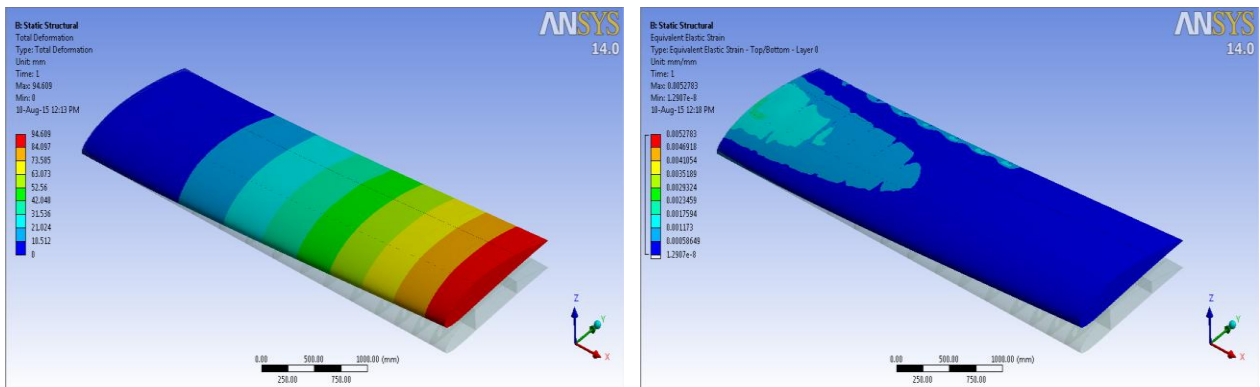 B: Static Structural
Total Deformation
Type: Total Deformation
Unit: mm
Time: 1
Max: 94.609
Min: 0
10-Aug-15 12:13 PM
94.609
84.097
73.585
63.073
52.56
42.048
31.536
21.024
10.512
0
ANSYS
14.0
Z
Y
X
0.00 500.00 1000.00 (mm)
250.00 750.00
B: Static Structural
Equivalent Elastic Strain
Type: Equivalent Elastic Strain - Top/Bottom - Layer 0
Unit: mm/mm
Time: 1
Max: 0.0052783
Min: 1.2907e-8
10-Aug-15 12:18 PM
0.0052783
0.0046918
0.0041054
0.0035189
0.0029324
0.0023459
0.0017594
0.001173
0.00058649
1.2907e-8
ANSYS
14.0
Z
Y
X
0.00 500.00 1000.00 (mm)
250.00 750.00